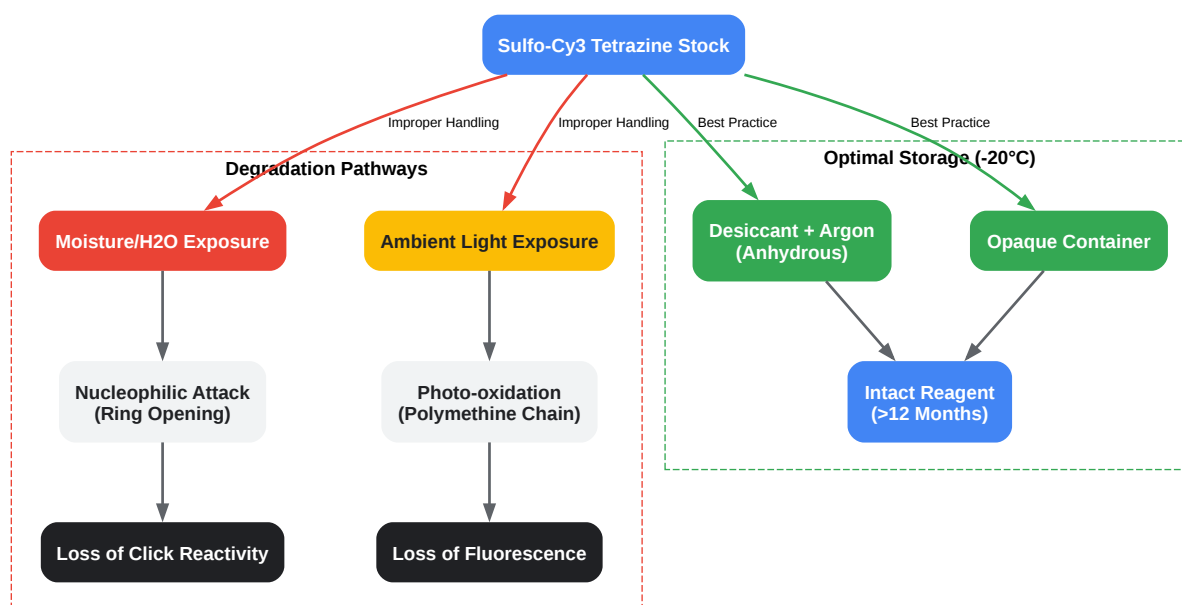 Sulfo-Cy3 Tetrazine Stock
Improper Handling
Improper Handling
Best Practice
Best Practice
Degradation Pathways
Optimal Storage (-20°C)
Moisture/H2O Exposure
Ambient Light Exposure
Desiccant + Argon
(Anhydrous)
Opaque Container
Nucleophilic Attack
(Ring Opening)
Photo-oxidation
(Polymethine Chain)
Intact Reagent
(>12 Months)
Loss of Click Reactivity
Loss of Fluorescence